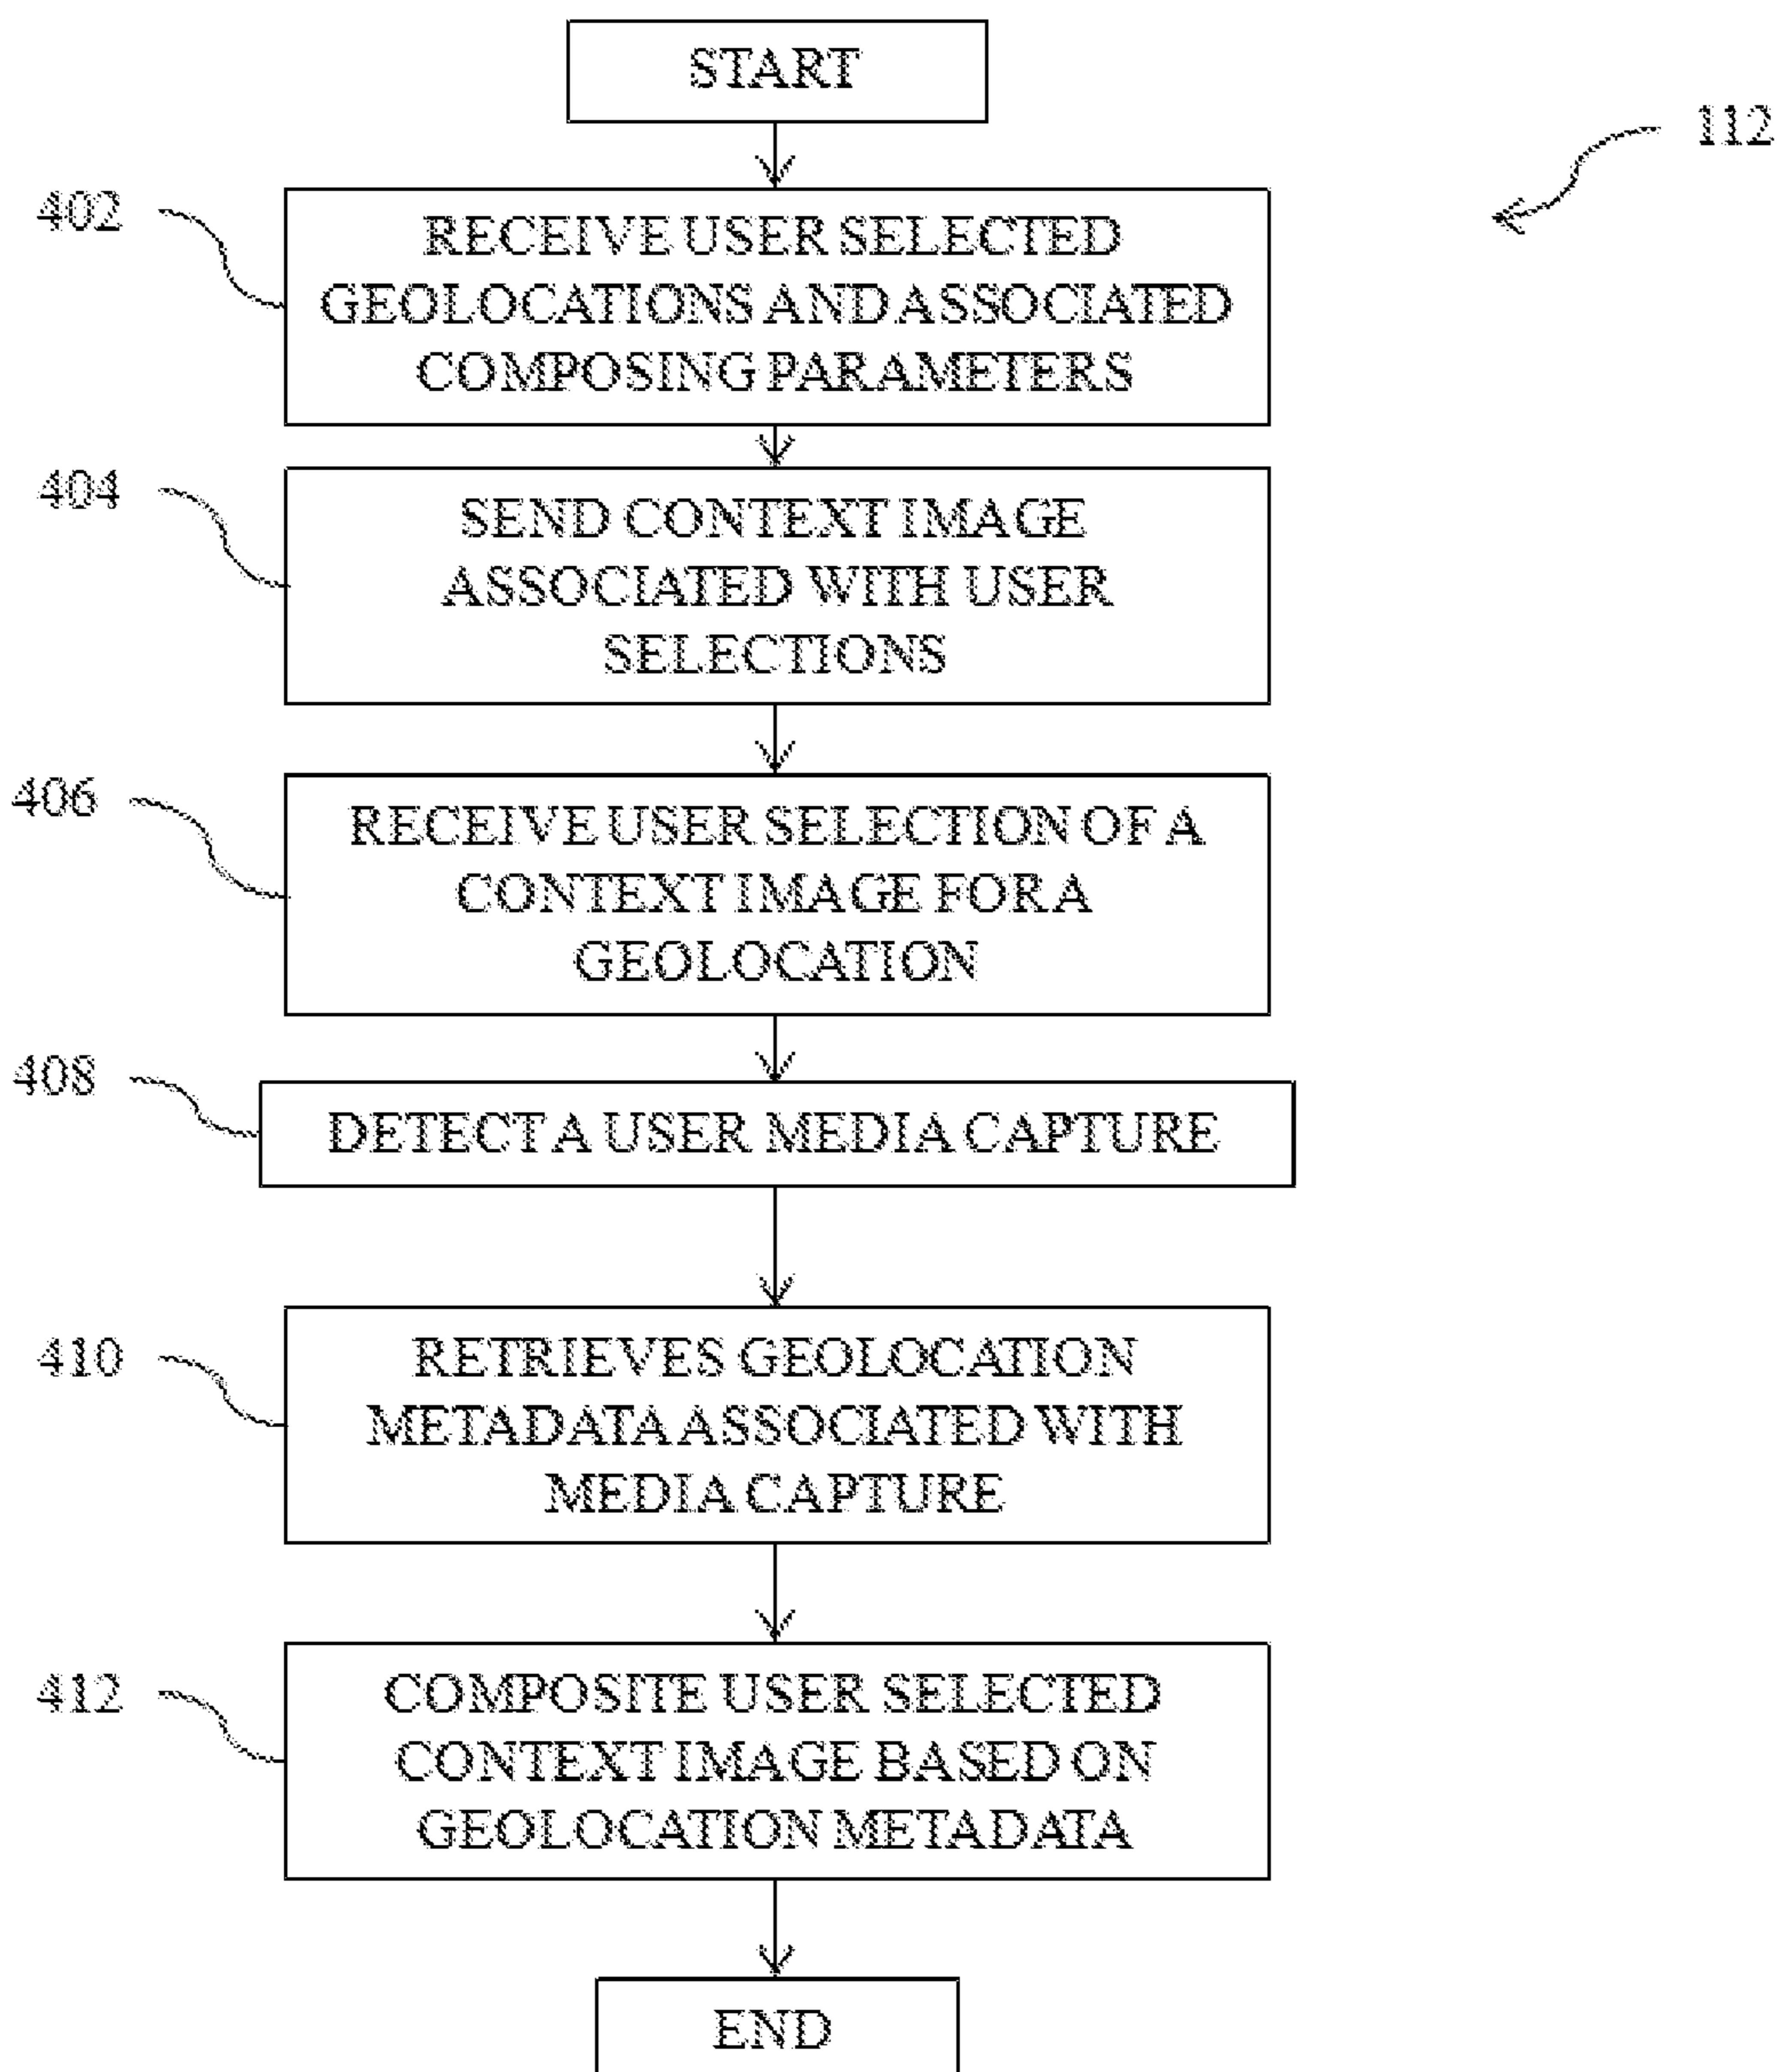 START
112
402
RECEIVE USER SELECTED
GEOLOCATIONS AND ASSOCIATED
COMPOSING PARAMETERS
404
SEND CONTEXT IMAGE
ASSOCIATED WITH USER
SELECTIONS
406
RECEIVE USER SELECTION OF A
CONTEXT IMAGE FOR A
GEOLOCATION
408
DETECT A USER MEDIA CAPTURE
410
RETRIEVES GEOLOCATION
METADATA ASSOCIATED WITH
MEDIA CAPTURE
412
COMPOSITE USER SELECTED
CONTEXT IMAGE BASED ON
GEOLOCATION METADATA
END